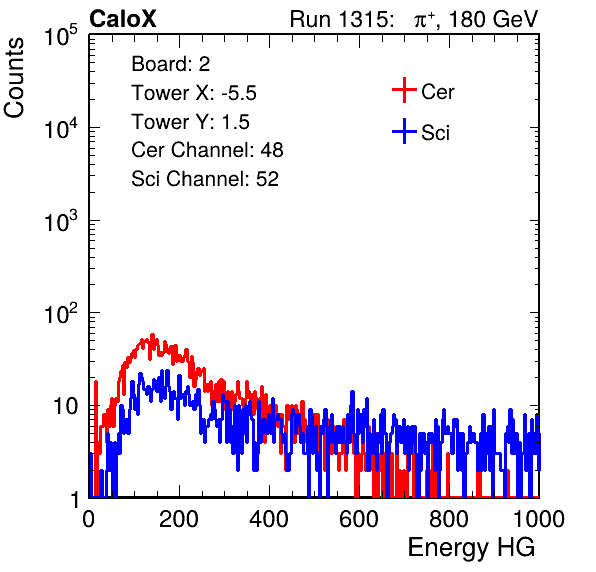 CaloX Run 1315: π⁺, 180 GeV
Counts
10⁵
10⁴
10³
10²
10
1
Board: 2
Tower X: -5.5
Tower Y: 1.5
Cer Channel: 48
Sci Channel: 52
Cer
Sci
0 200 400 600 800 1000
Energy HG